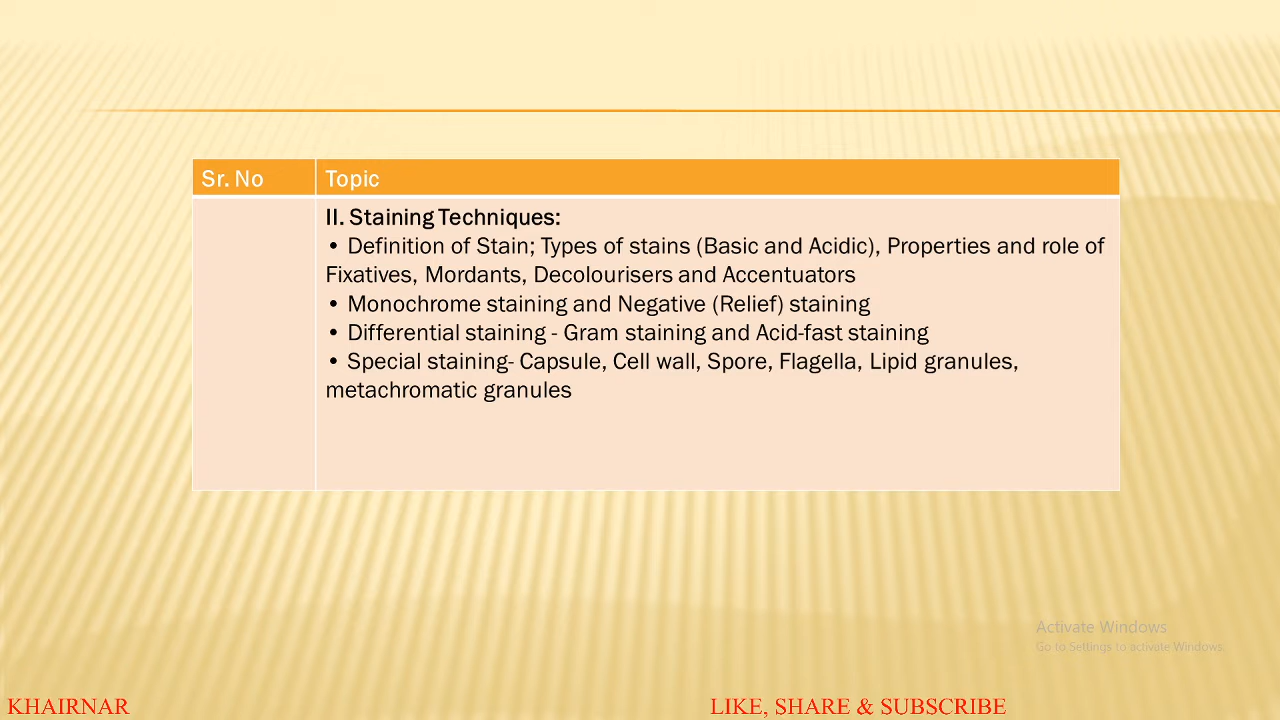 Sr. No Topic
II. Staining Techniques:
• Definition of Stain; Types of stains (Basic and Acidic), Properties and role of
Fixatives, Mordants, Decolourisers and Accentuators
• Monochrome staining and Negative (Relief) staining
• Differential staining - Gram staining and Acid-fast staining
• Special staining- Capsule, Cell wall, Spore, Flagella, Lipid granules,
metachromatic granules
Activate Windows
Go to Settings to activate Windows.
KHAIRNAR LIKE, SHARE & SUBSCRIBE